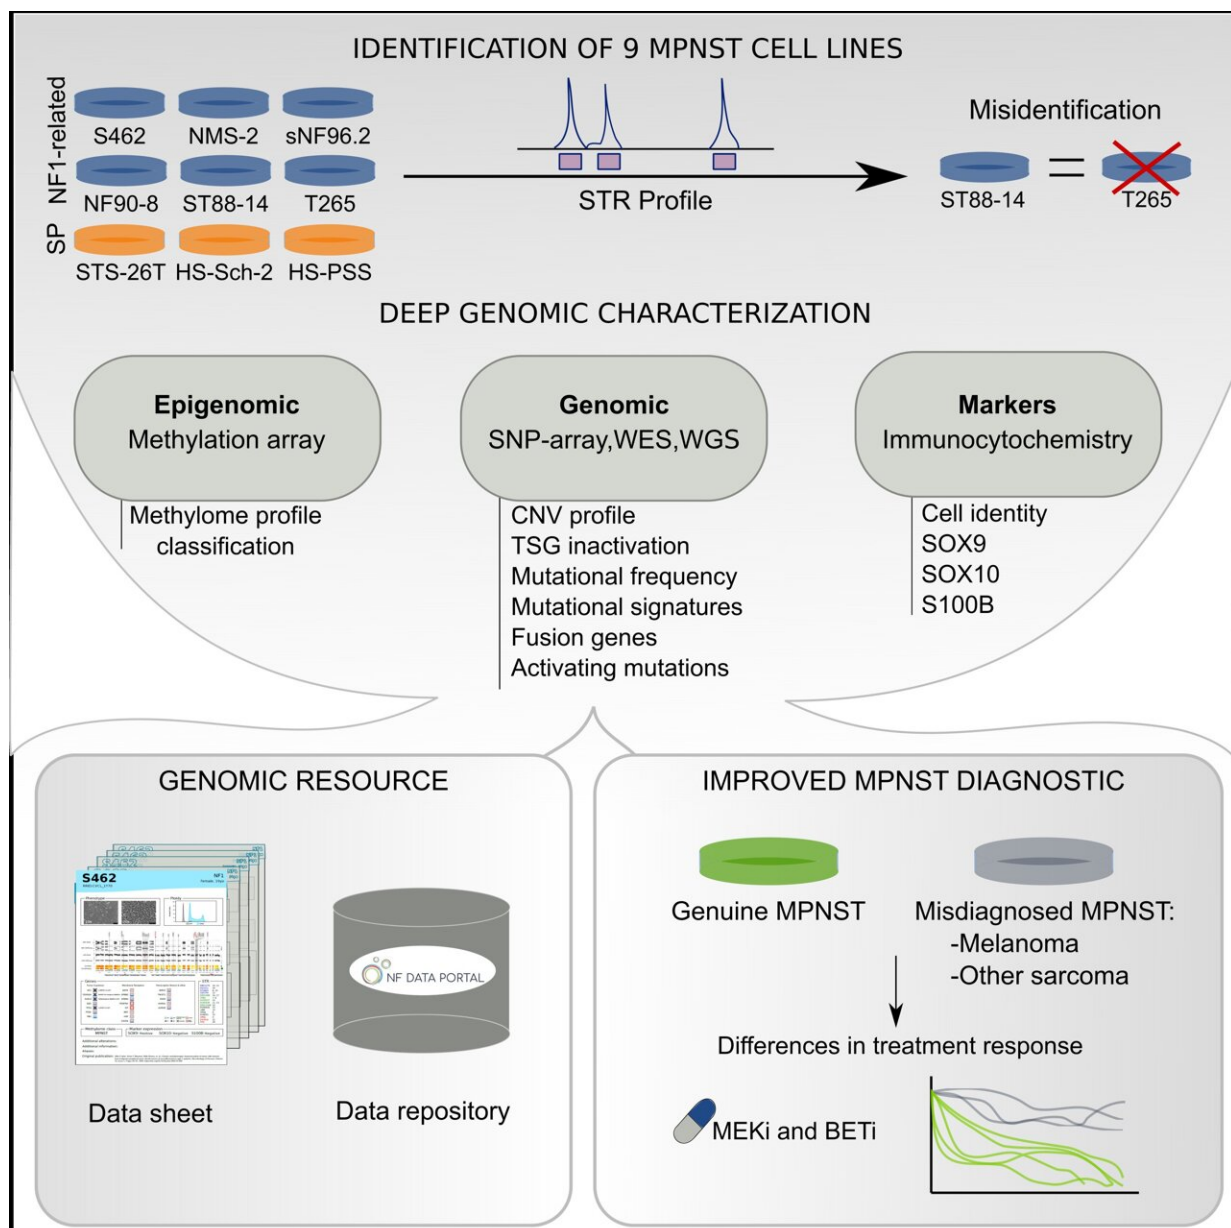 IDENTIFICATION OF 9 MPNST CELL LINES
NF1-related
SP
S462 NMS-2 sNF96.2
NF90-8 ST88-14 T265
STS-26T HS-Sch-2 HS-PSS
STR Profile
Misidentification
ST88-14 = T265
DEEP GENOMIC CHARACTERIZATION
Epigenomic
Methylation array
Methylome profile
classification
Genomic
SNP-array,WES,WGS
CNV profile
TSG inactivation
Mutational frequency
Mutational signatures
Fusion genes
Activating mutations
Markers
Immunocytochemistry
Cell identity
SOX9
SOX10
S100B
GENOMIC RESOURCE
S462
NF1
Data sheet
NF DATA PORTAL
Data repository
IMPROVED MPNST DIAGNOSTIC
Genuine MPNST
Misdiagnosed MPNST:
-Melanoma
-Other sarcoma
Differences in treatment response
MEKi and BETi